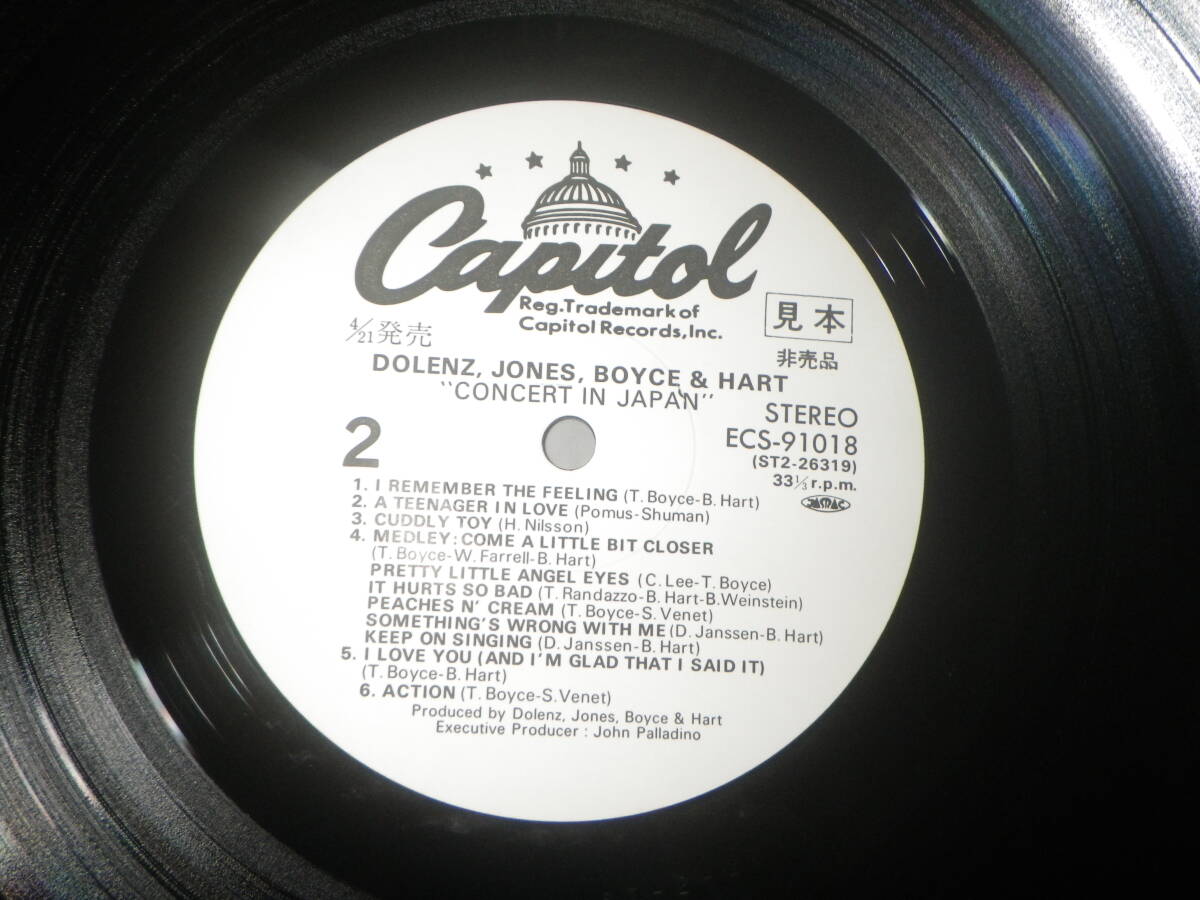 Capitol
Reg.Trademark of
Capitol Records,Inc.
4/21発売
見本
非売品
DOLENZ, JONES, BOYCE & HART
"CONCERT IN JAPAN"
STEREO
ECS-91018
(ST2-26319)
33 1/3 r.p.m.
JASRAC
2
1. I REMEMBER THE FEELING (T. Boyce-B. Hart)
2. A TEENAGER IN LOVE (Pomus-Shuman)
3. CUDDLY TOY (H. Nilsson)
4. MEDLEY: COME A LITTLE BIT CLOSER
(T. Boyce-W. Farrell-B. Hart)
PRETTY LITTLE ANGEL EYES (C. Lee-T. Boyce)
IT HURTS SO BAD (T. Randazzo-B. Hart-B. Weinstein)
PEACHES N' CREAM (T. Boyce-S. Venet)
SOMETHING'S WRONG WITH ME (D. Janssen-B. Hart)
KEEP ON SINGING (D. Janssen-B. Hart)
5. I LOVE YOU (AND I'M GLAD THAT I SAID IT)
(T. Boyce-B. Hart)
6. ACTION (T. Boyce-S. Venet)
Produced by Dolenz, Jones, Boyce & Hart
Executive Producer : John Palladino